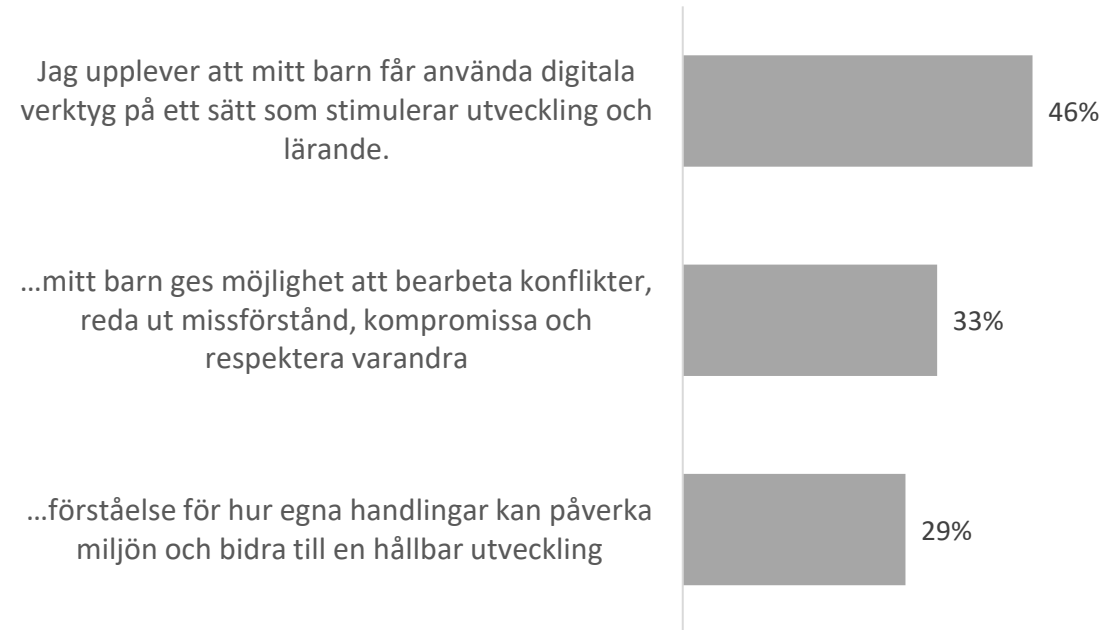 Jag upplever att mitt barn får använda digitala
verktyg på ett sätt som stimulerar utveckling och
lärande.
46%
…mitt barn ges möjlighet att bearbeta konflikter,
reda ut missförstånd, kompromissa och
respektera varandra
33%
…förståelse för hur egna handlingar kan påverka
miljön och bidra till en hållbar utveckling
29%